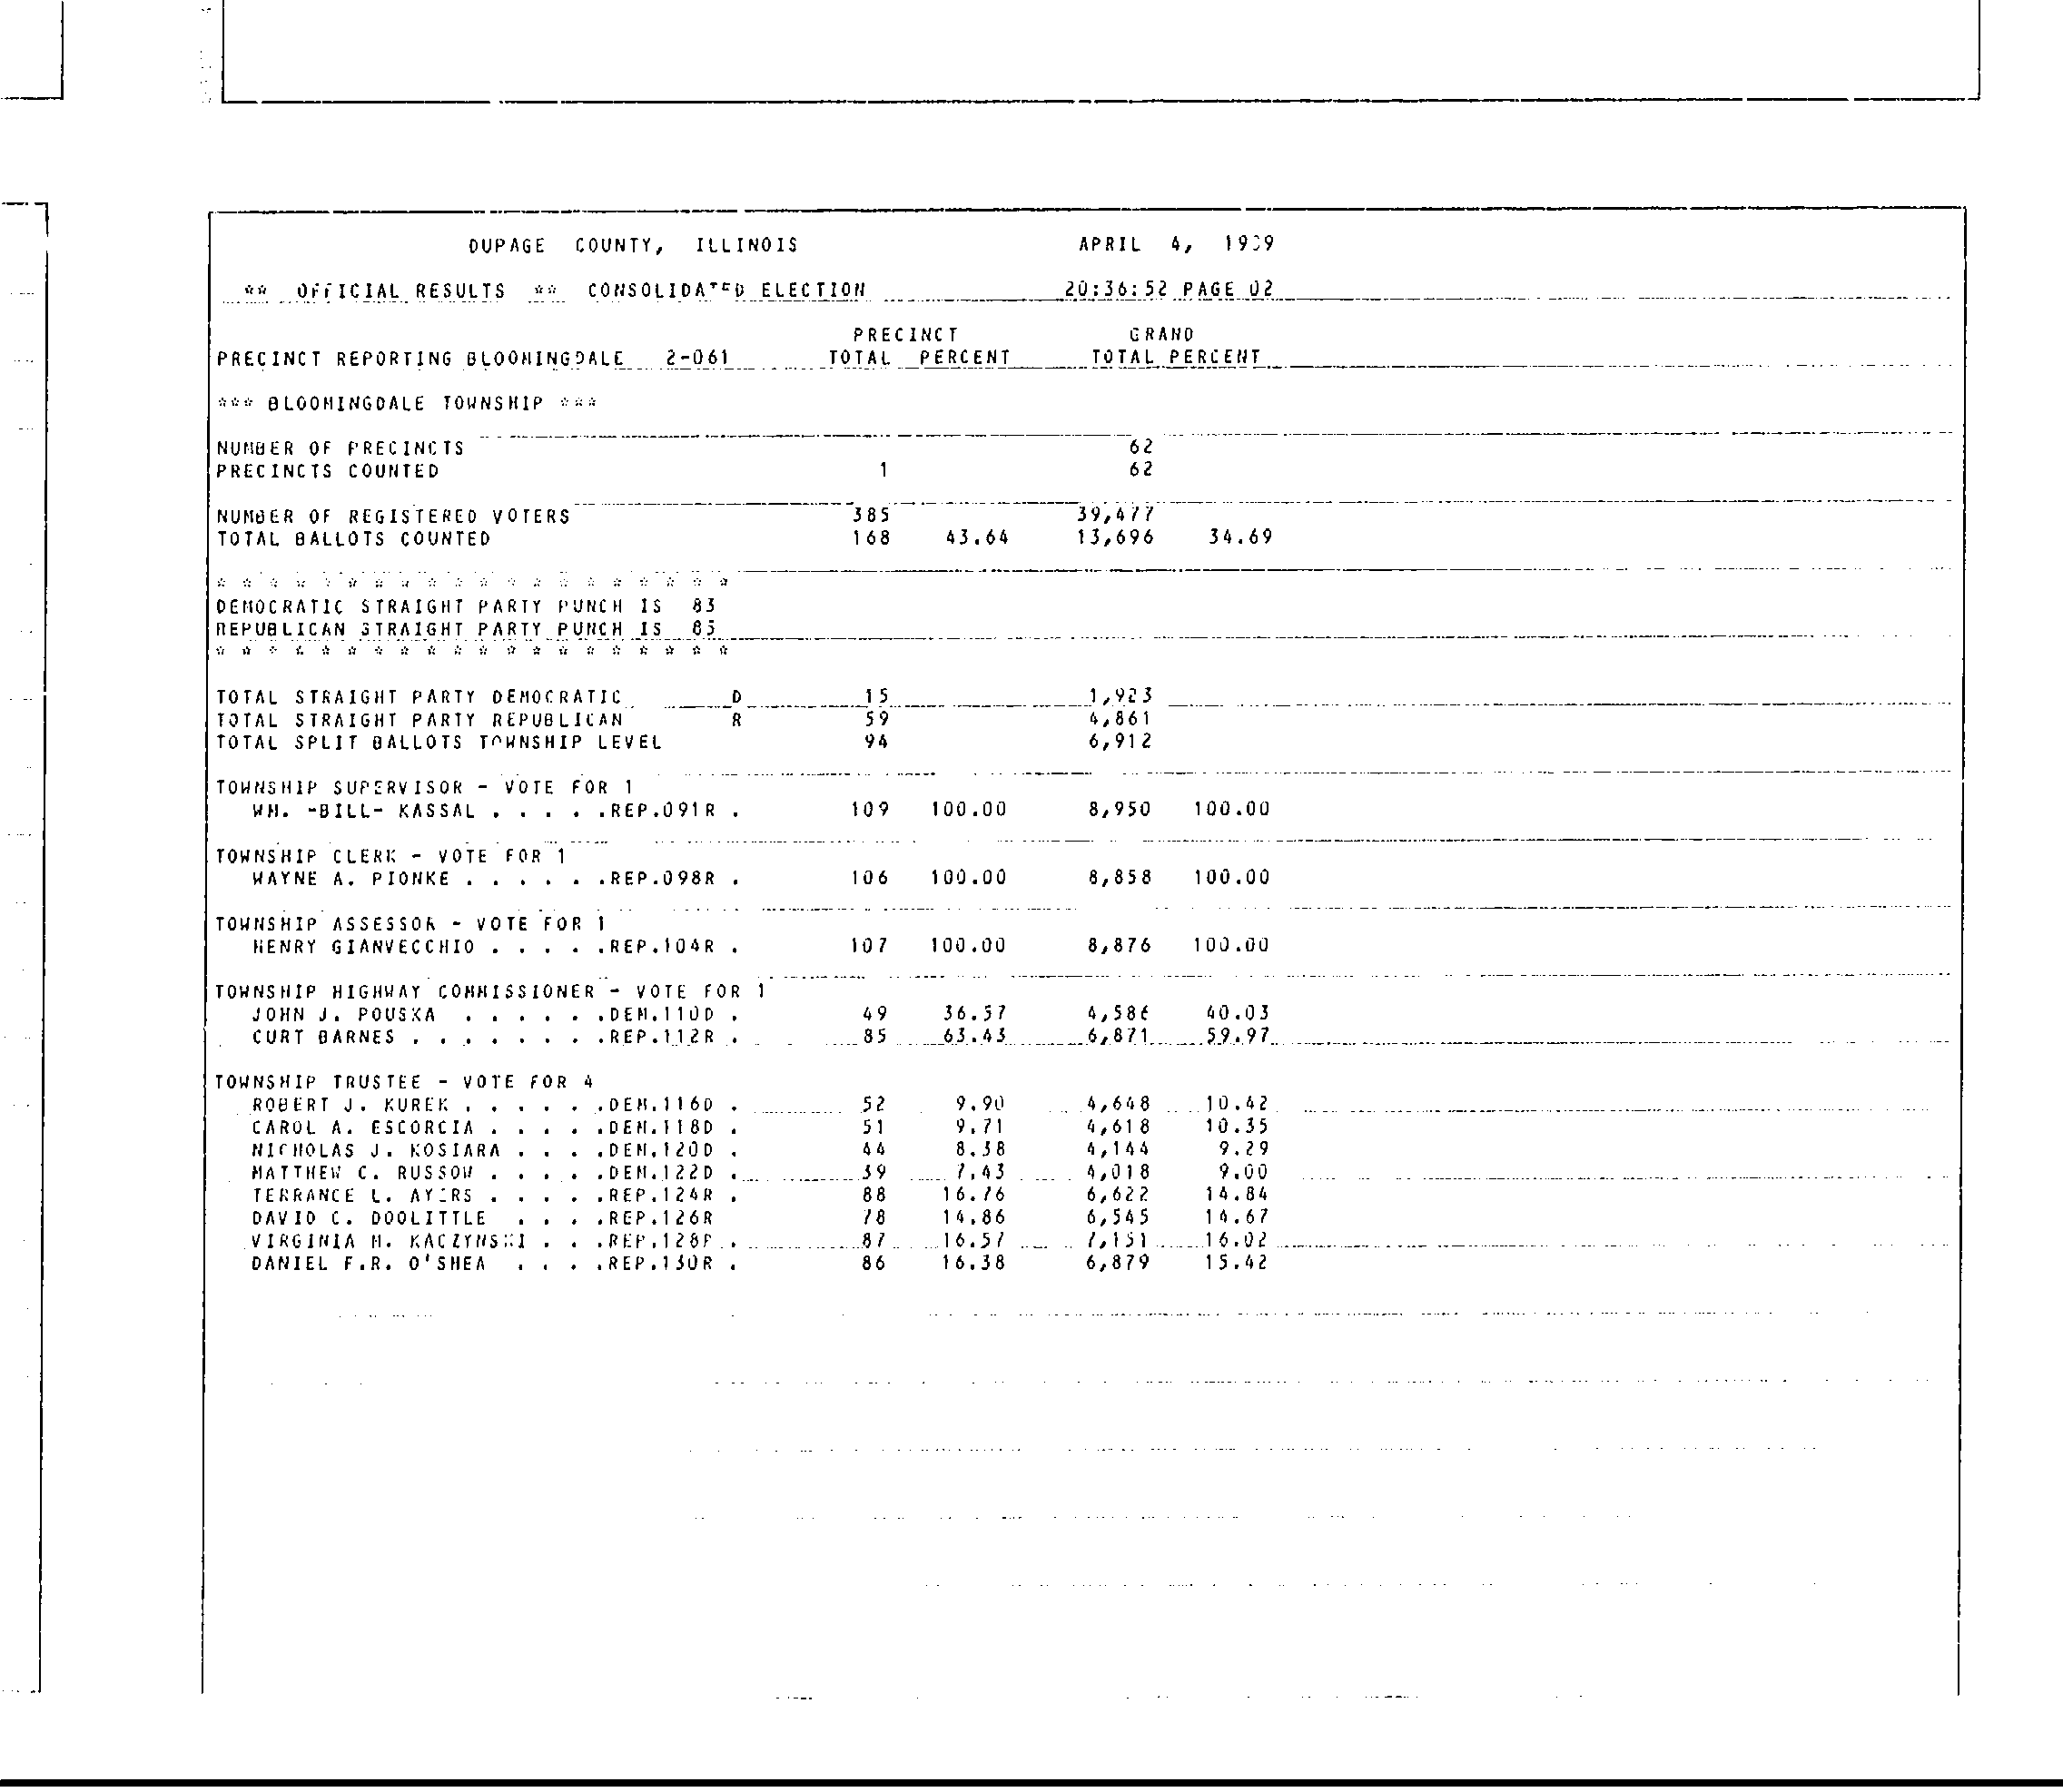 DUPAGE COUNTY, ILLINOIS APRIL 4,
** OFFICIAL RESULTS ** CONSOLIDATED ELECTION 20:36:52 PAGE 02
PRECINCT GRAND
PRECINCT REPORTING BLOOMINGDALE 2-061 TOTAL PERCENT TOTAL PERCENT
*** BLOOMINGDALE TOWNSHIP ***
NUMBER OF PRECINCTS 62
PRECINCTS COUNTED 1 62
NUMBER OF REGISTERED VOTERS 385 39,477
TOTAL BALLOTS COUNTED 168 43.64 13,696 34.69
* * * * * * * * * * * * * * * * * * * *
DEMOCRATIC STRAIGHT PARTY PUNCH IS 83
REPUBLICAN STRAIGHT PARTY PUNCH IS 85
* * * * * * * * * * * * * * * * * * * *
TOTAL STRAIGHT PARTY DEMOCRATIC D 15 1,923
TOTAL STRAIGHT PARTY REPUBLICAN R 59 4,861
TOTAL SPLIT BALLOTS TOWNSHIP LEVEL 94 6,912
TOWNSHIP SUPERVISOR - VOTE FOR 1
WM. -BILL- KASSAL . . . . .REP.091R . 109 100.00 8,950 100.00
TOWNSHIP CLERK - VOTE FOR 1
WAYNE A. PIONKE . . . . . .REP.098R . 106 100.00 8,858 100.00
TOWNSHIP ASSESSOR - VOTE FOR 1
HENRY GIANVECCHIO . . . . .REP.104R . 107 100.00 8,876 100.00
TOWNSHIP HIGHWAY COMMISSIONER - VOTE FOR 1
JOHN J. POUSKA . . . . . .DEM.110D . 49 36.57 4,586 40.03
CURT BARNES . . . . . . . .REP.112R . 85 63.43 6,871 59.97
TOWNSHIP TRUSTEE - VOTE FOR 4
ROBERT J. KUREK . . . . . .DEM.116D . 52 9.90 4,648 10.42
CAROL A. ESCORCIA . . . . .DEM.118D . 51 9.71 4,618 10.35
NICHOLAS J. KOSIARA . . . .DEM.120D . 44 8.38 4,144 9.29
MATTHEW C. RUSSOW . . . . .DEM.122D . 39 7.43 4,018 9.00
TERRANCE L. AYERS . . . . .REP.124R . 88 16.76 6,622 14.84
DAVID C. DOOLITTLE . . . .REP.126R 78 14.86 6,545 14.67
VIRGINIA M. KACZYNSKI . . .REP.128R . 87 16.57 7,151 16.02
DANIEL F.R. O'SHEA . . . .REP.130R . 86 16.38 6,879 15.42